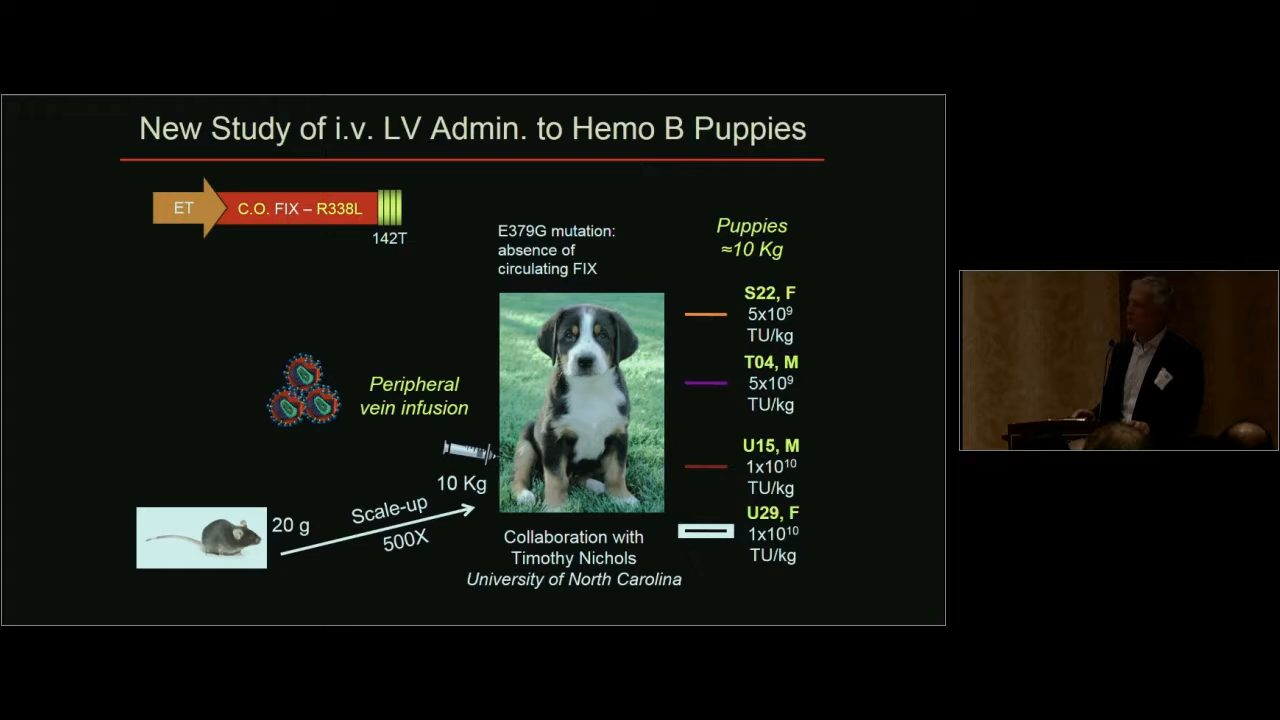 New Study of i.v. LV Admin. to Hemo B Puppies
ET
C.O. FIX – R338L
142T
E379G mutation:
absence of
circulating FIX
Puppies
≈10 Kg
S22, F
5x10⁹
TU/kg
T04, M
5x10⁹
TU/kg
Peripheral
vein infusion
U15, M
1x10¹⁰
TU/kg
10 Kg
U29, F
1x10¹⁰
TU/kg
20 g
Scale-up
500X
Collaboration with
Timothy Nichols
University of North Carolina